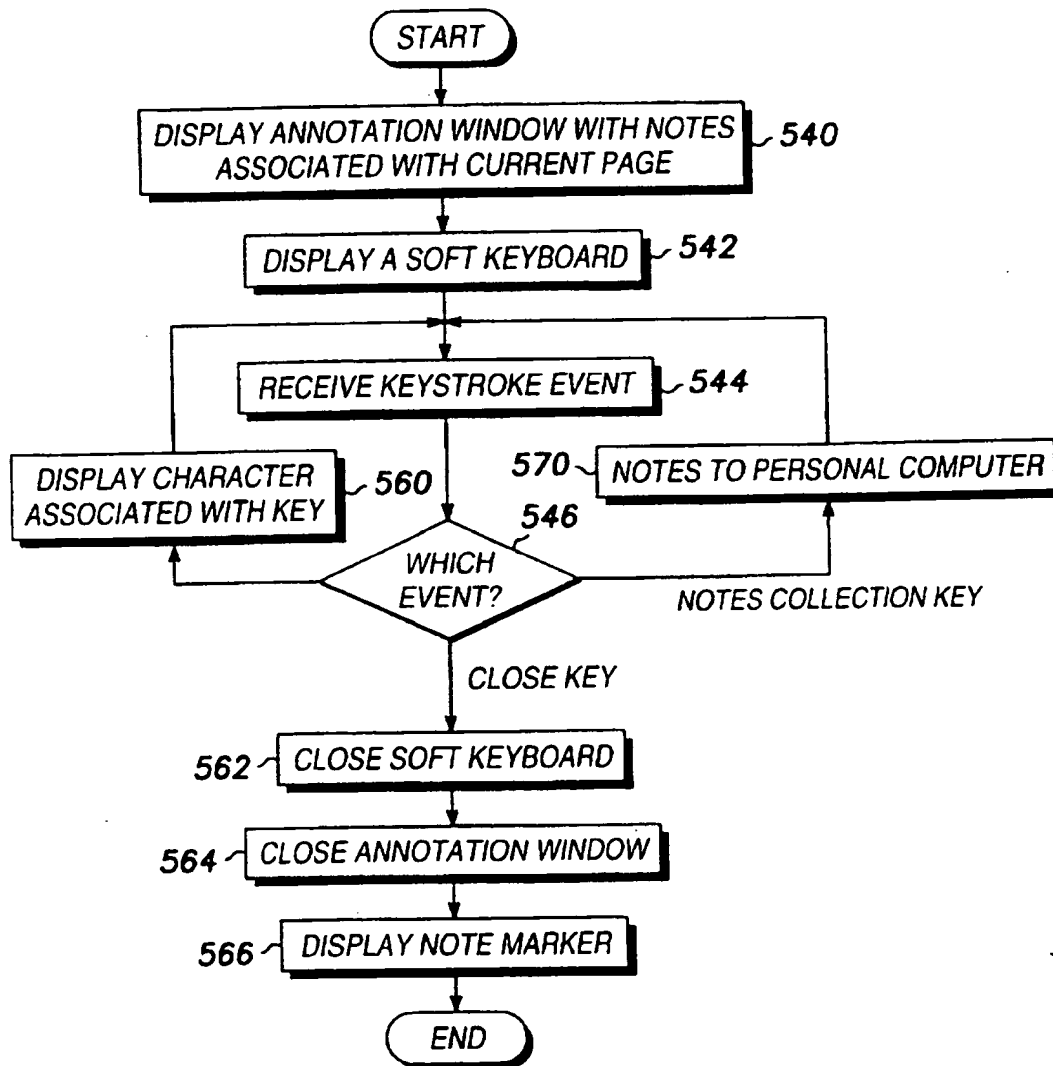 START
DISPLAY ANNOTATION WINDOW WITH NOTES
ASSOCIATED WITH CURRENT PAGE
540
DISPLAY A SOFT KEYBOARD
542
RECEIVE KEYSTROKE EVENT
544
DISPLAY CHARACTER
ASSOCIATED WITH KEY
560
570
NOTES TO PERSONAL COMPUTER
546
WHICH
EVENT?
NOTES COLLECTION KEY
CLOSE KEY
562
CLOSE SOFT KEYBOARD
564
CLOSE ANNOTATION WINDOW
566
DISPLAY NOTE MARKER
END